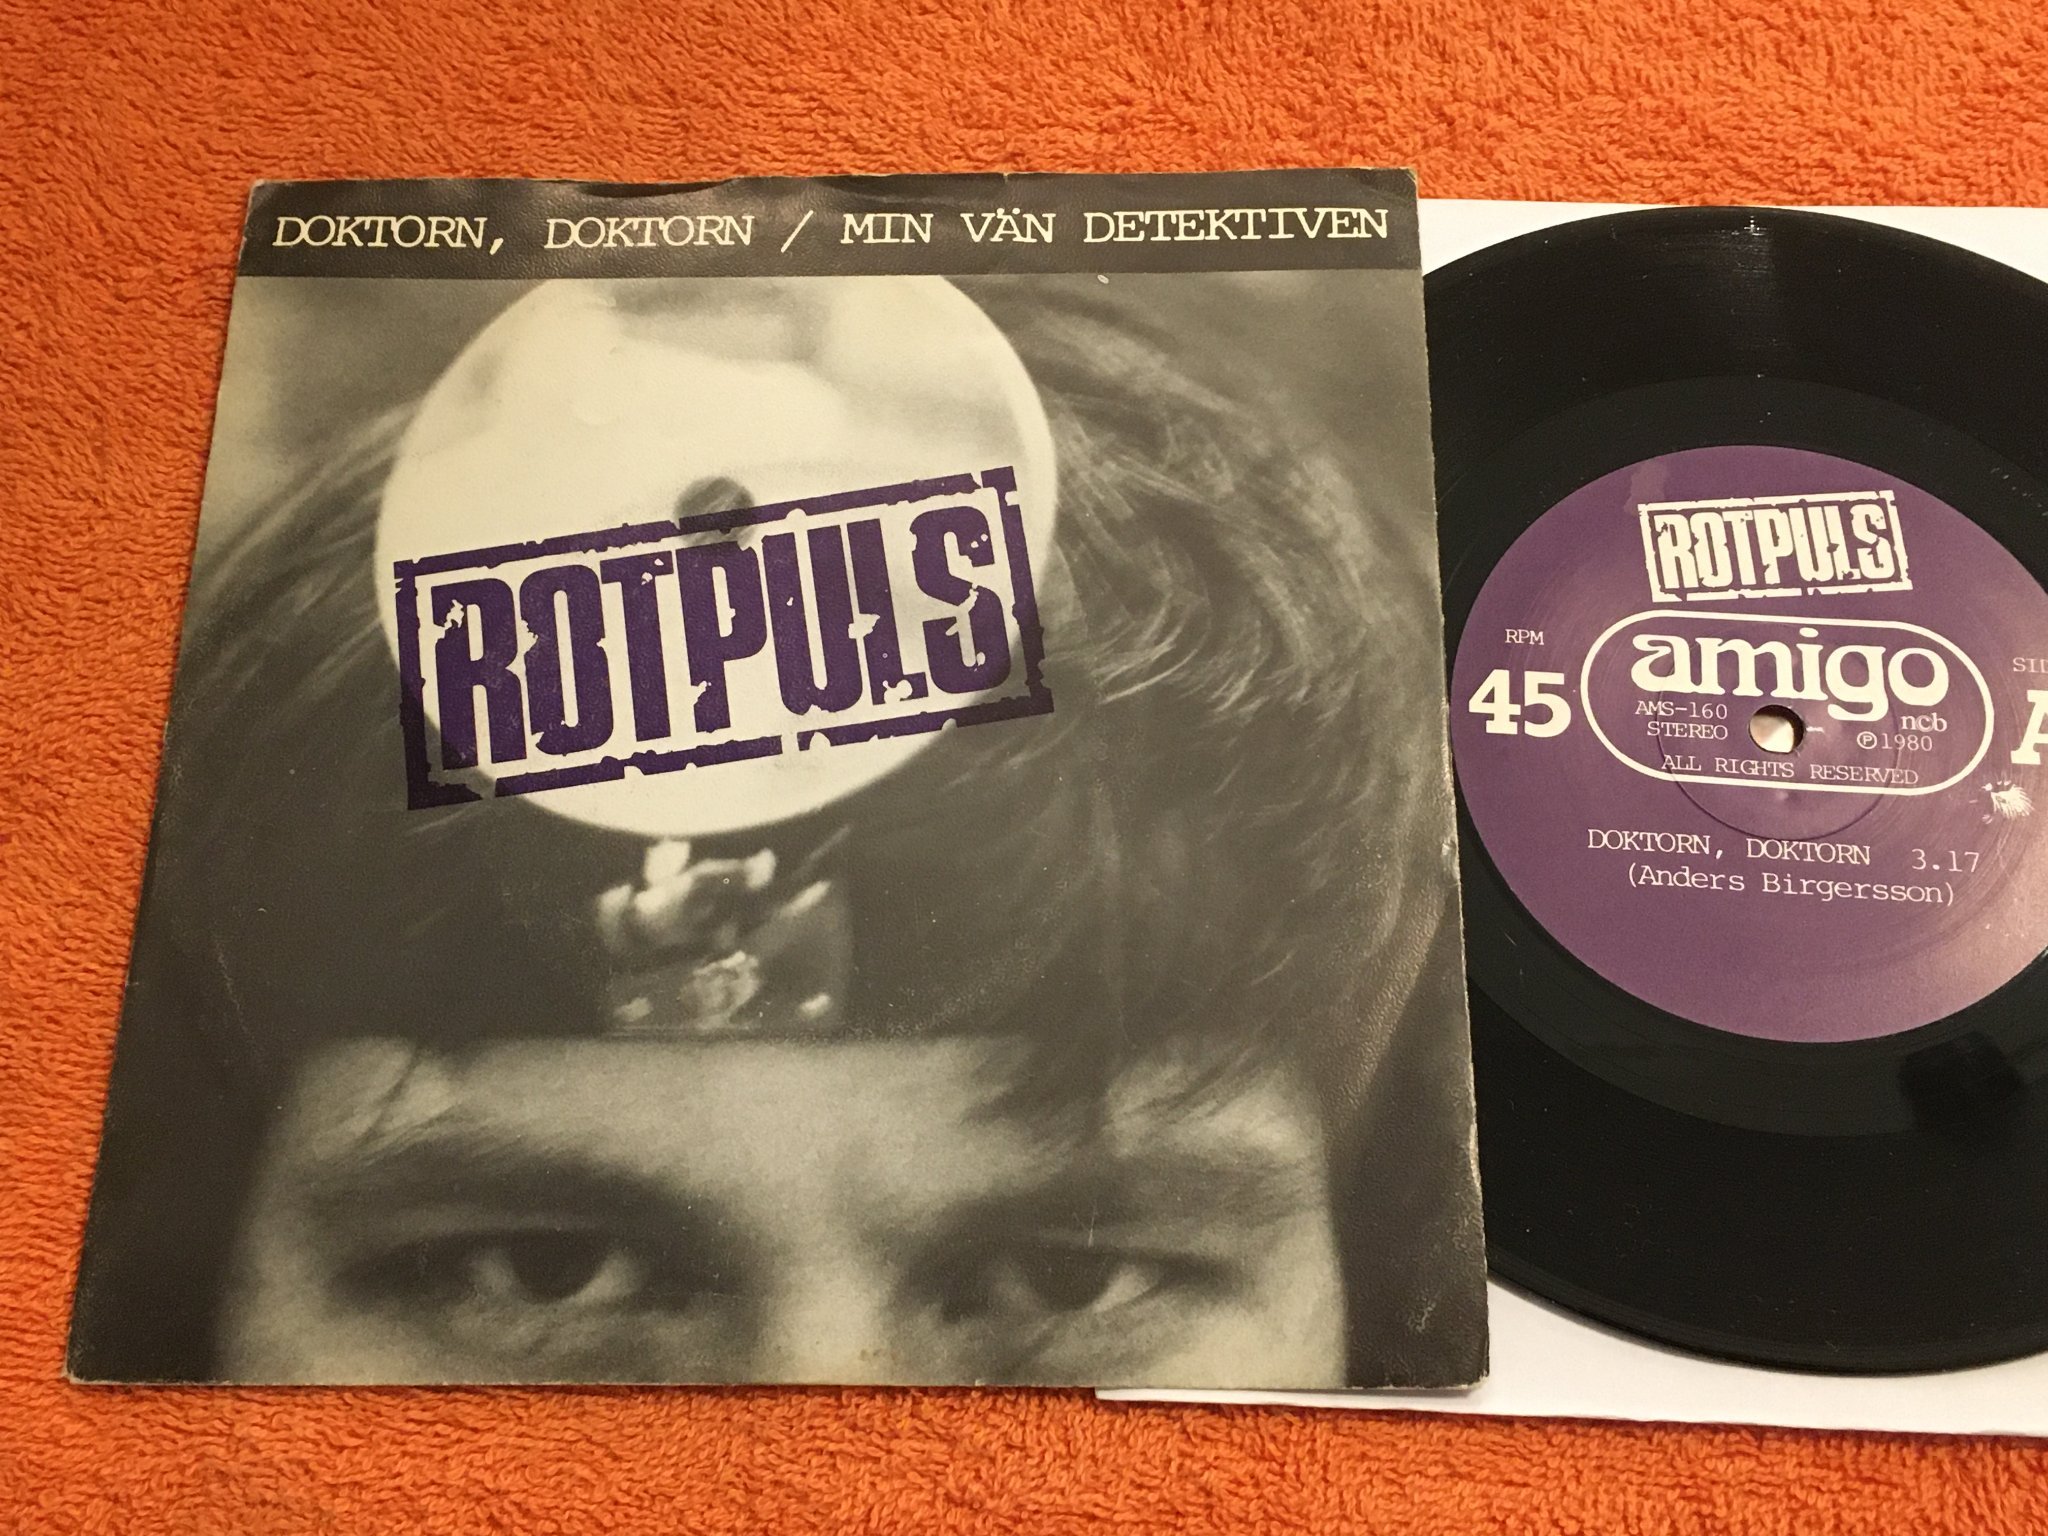 DOKTORN, DOKTORN / MIN VÄN DETEKTIVEN
ROTPULS
ROTPULS
RPM
45
amigo
AMS-160
STEREO
ncb
℗1980
ALL RIGHTS RESERVED
DOKTORN, DOKTORN 3.17
(Anders Birgersson)